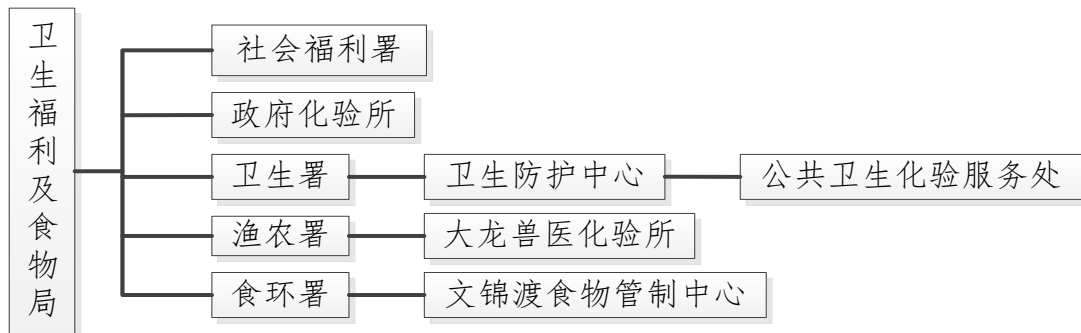 卫生福利及食物局
社会福利署
政府化验所
卫生署
卫生防护中心
公共卫生化验服务处
渔农署
大龙兽医化验所
食环署
文锦渡食物管制中心